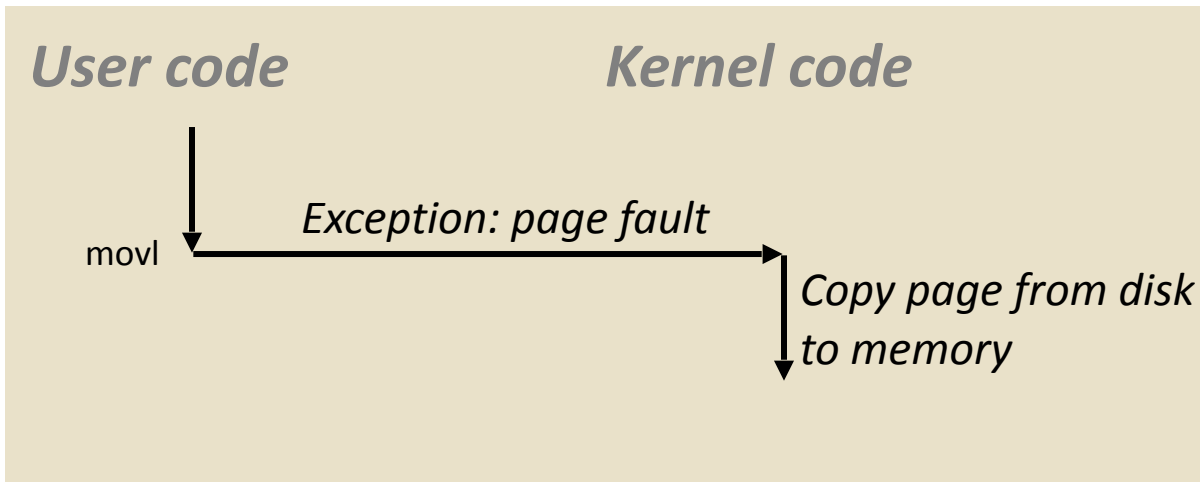 User code
Kernel code
Exception: page fault
movl
Copy page from disk
to memory